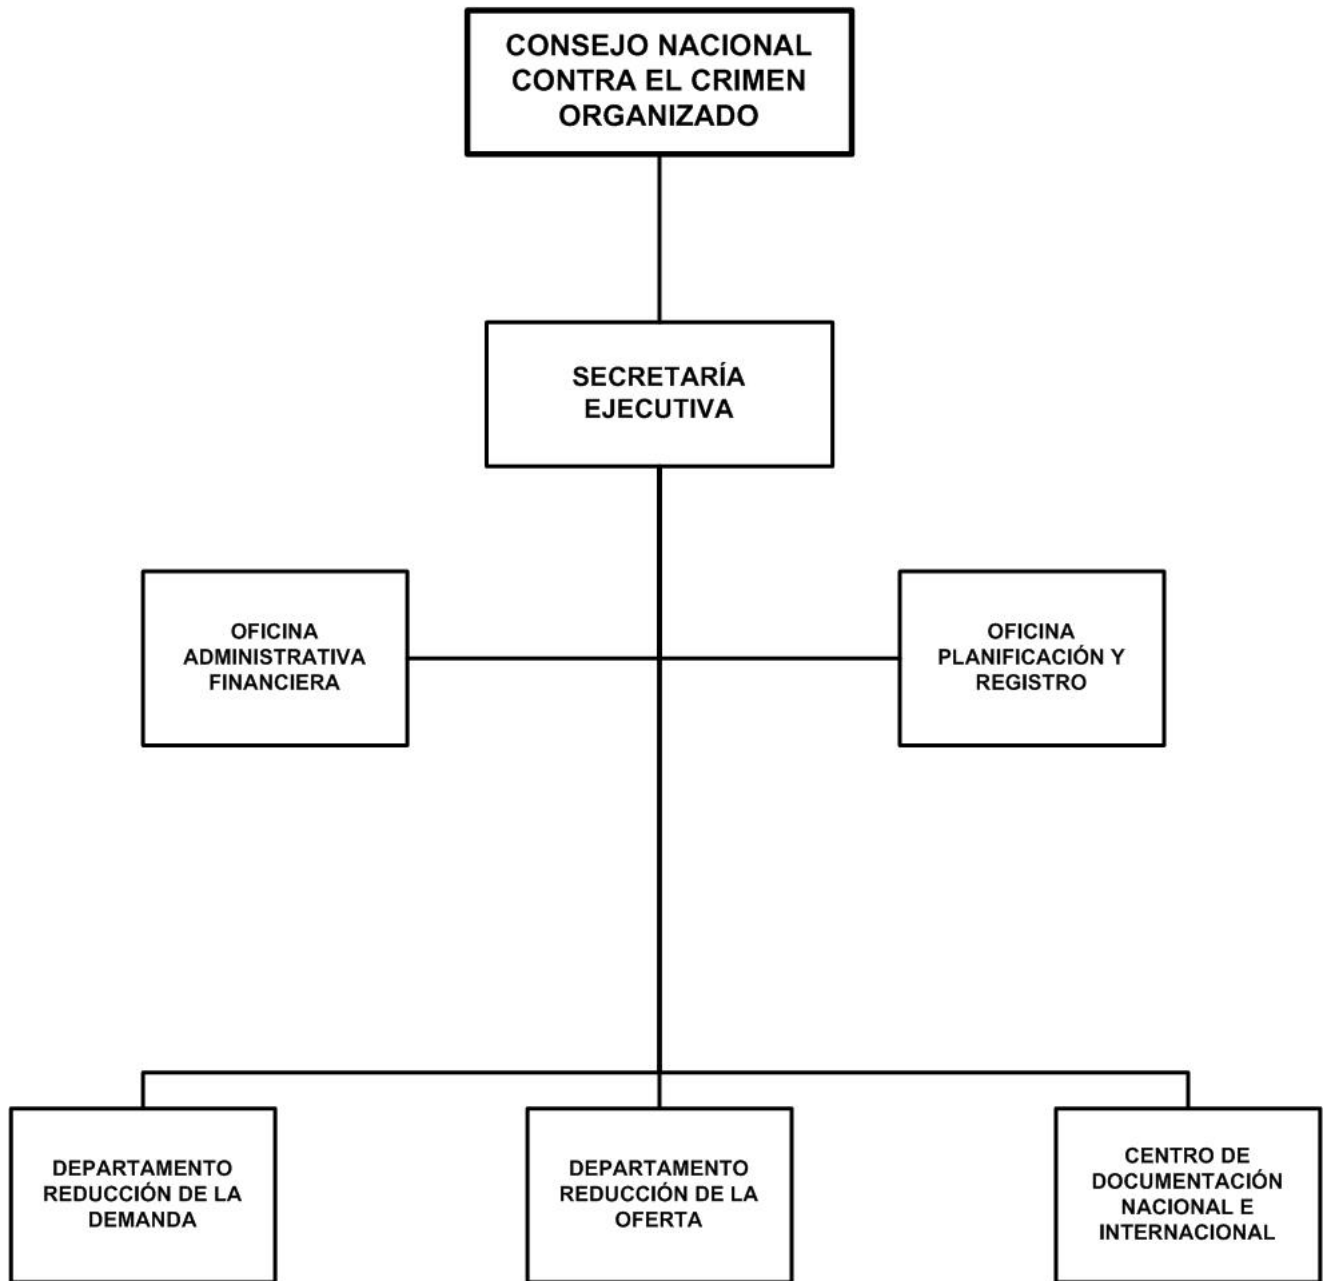 CONSEJO NACIONAL
CONTRA EL CRIMEN
ORGANIZADO
SECRETARÍA
EJECUTIVA
OFICINA
ADMINISTRATIVA
FINANCIERA
OFICINA
PLANIFICACIÓN Y
REGISTRO
DEPARTAMENTO
REDUCCIÓN DE LA
DEMANDA
DEPARTAMENTO
REDUCCIÓN DE LA
OFERTA
CENTRO DE
DOCUMENTACIÓN
NACIONAL E
INTERNACIONAL